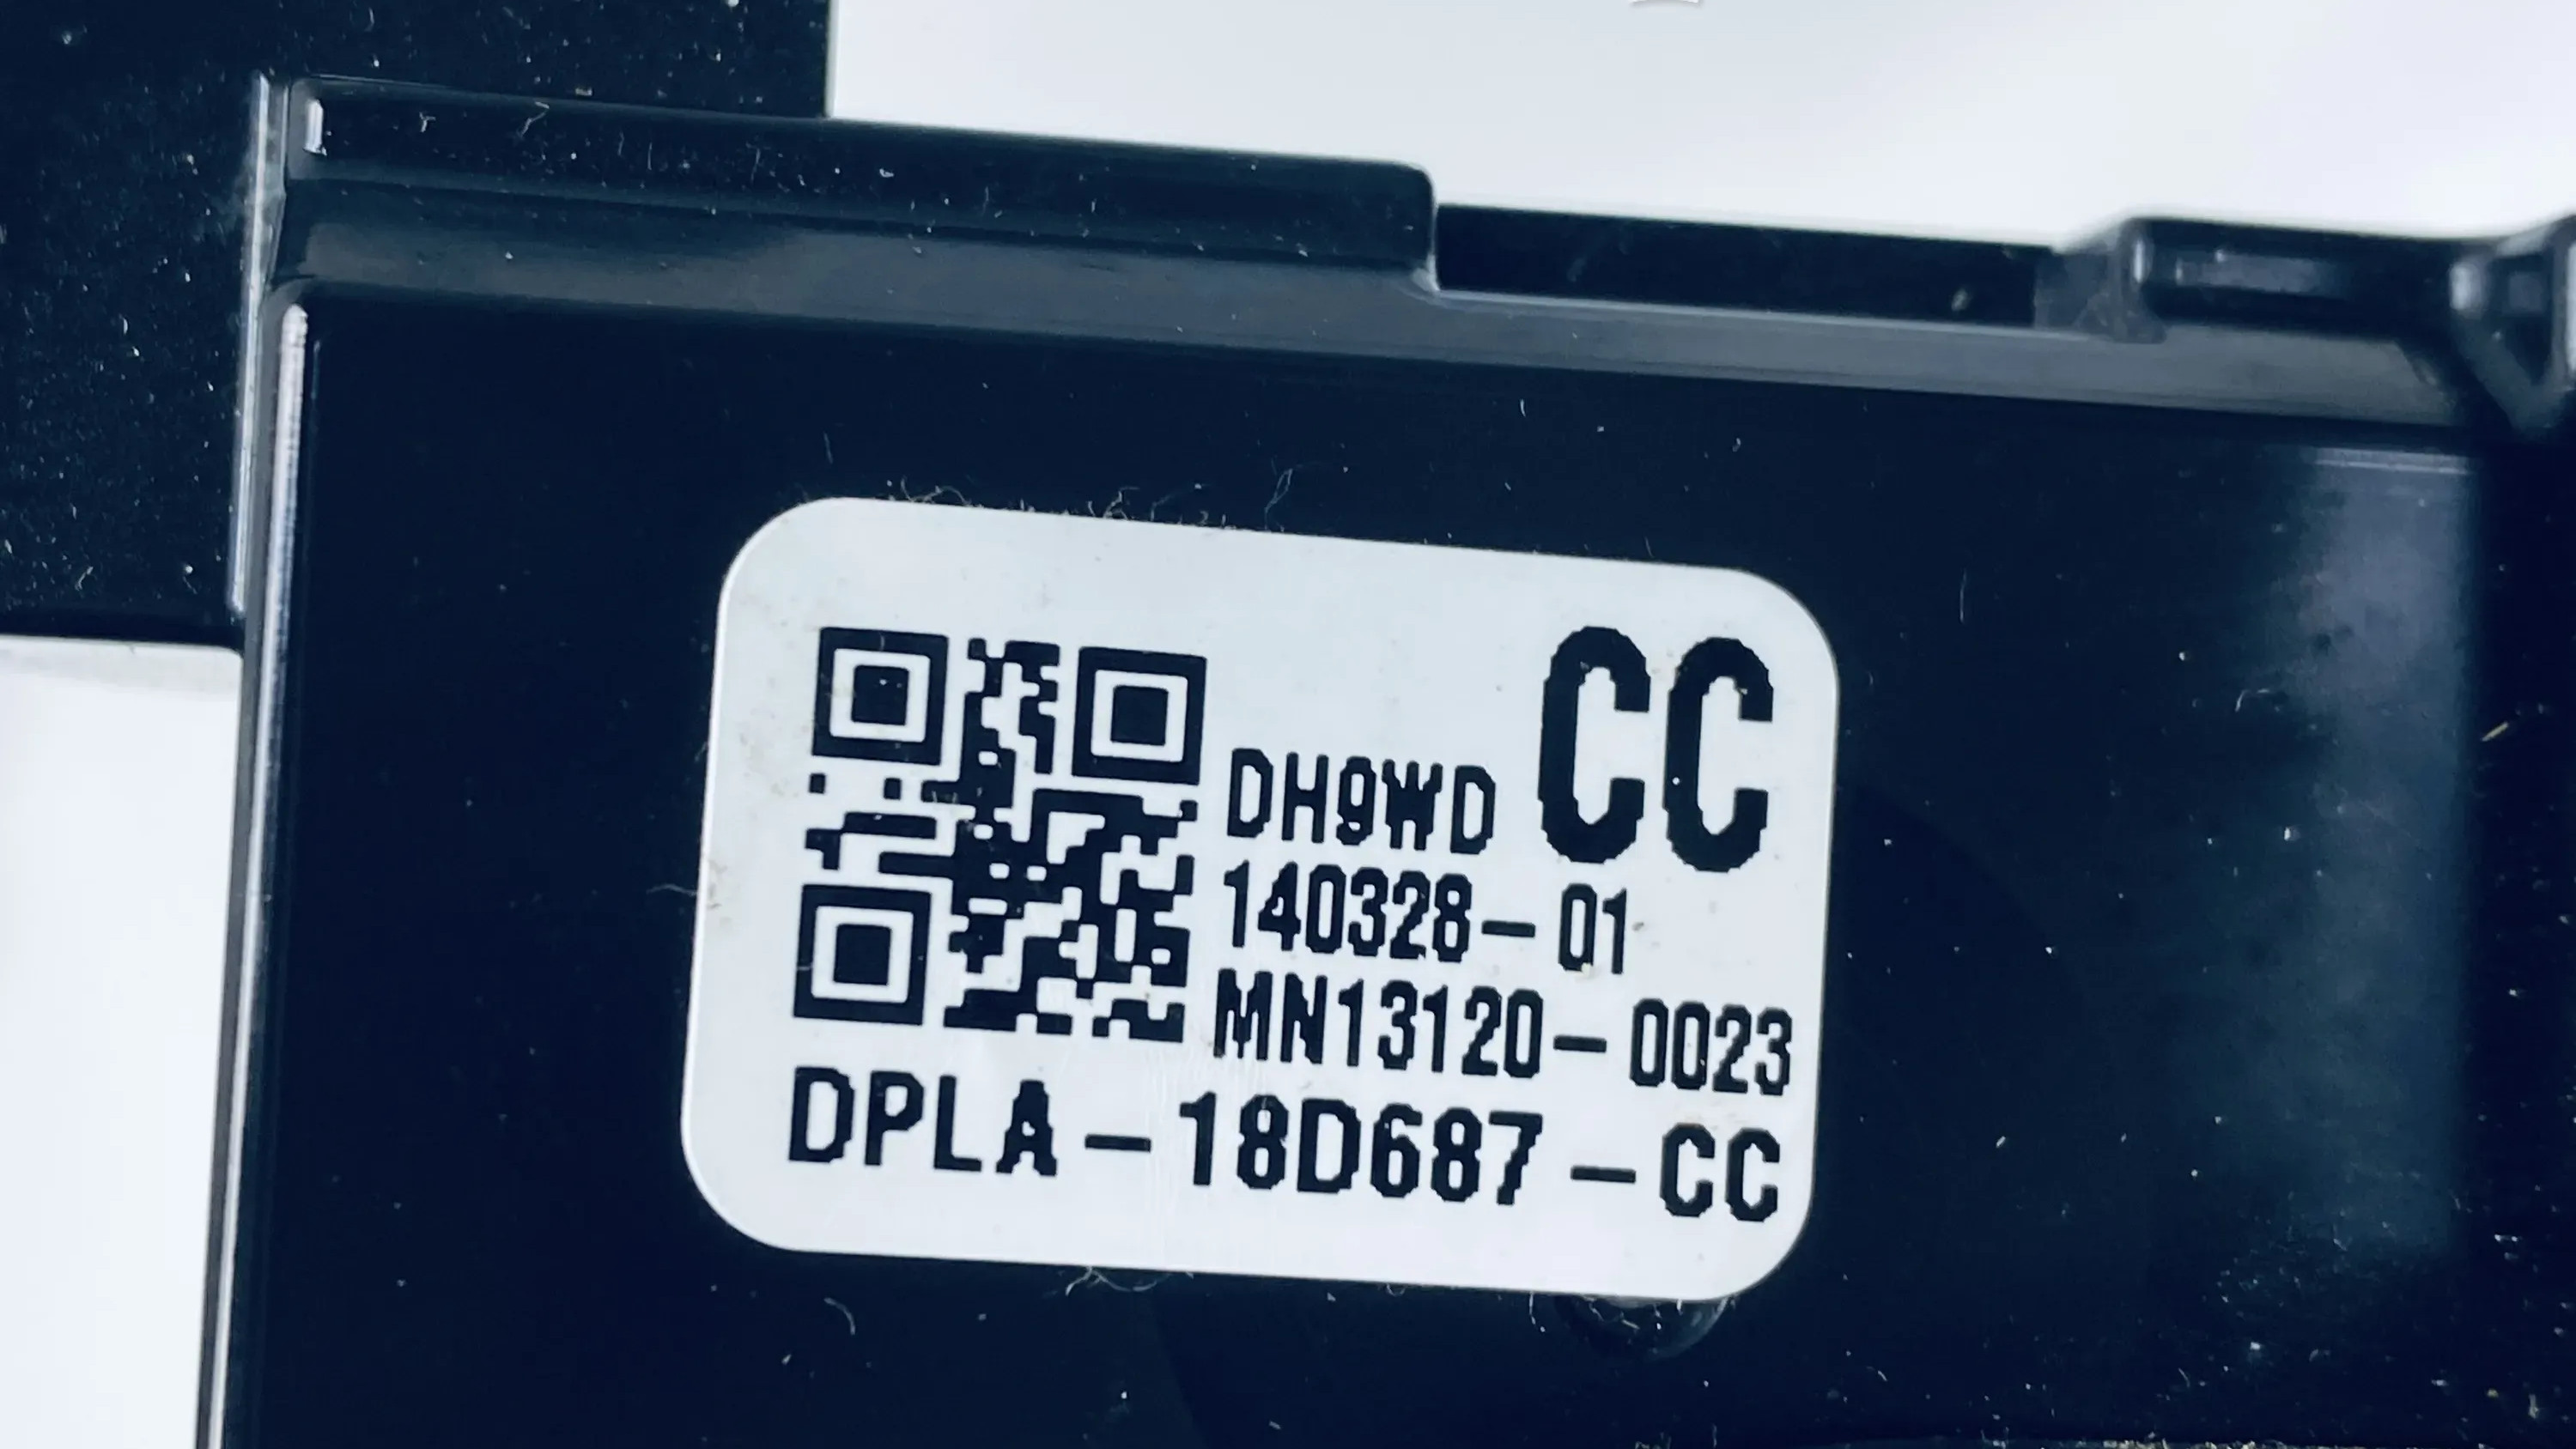 CC
DH9WD
140328-01
MN13120-0023
DPLA-18D687-CC